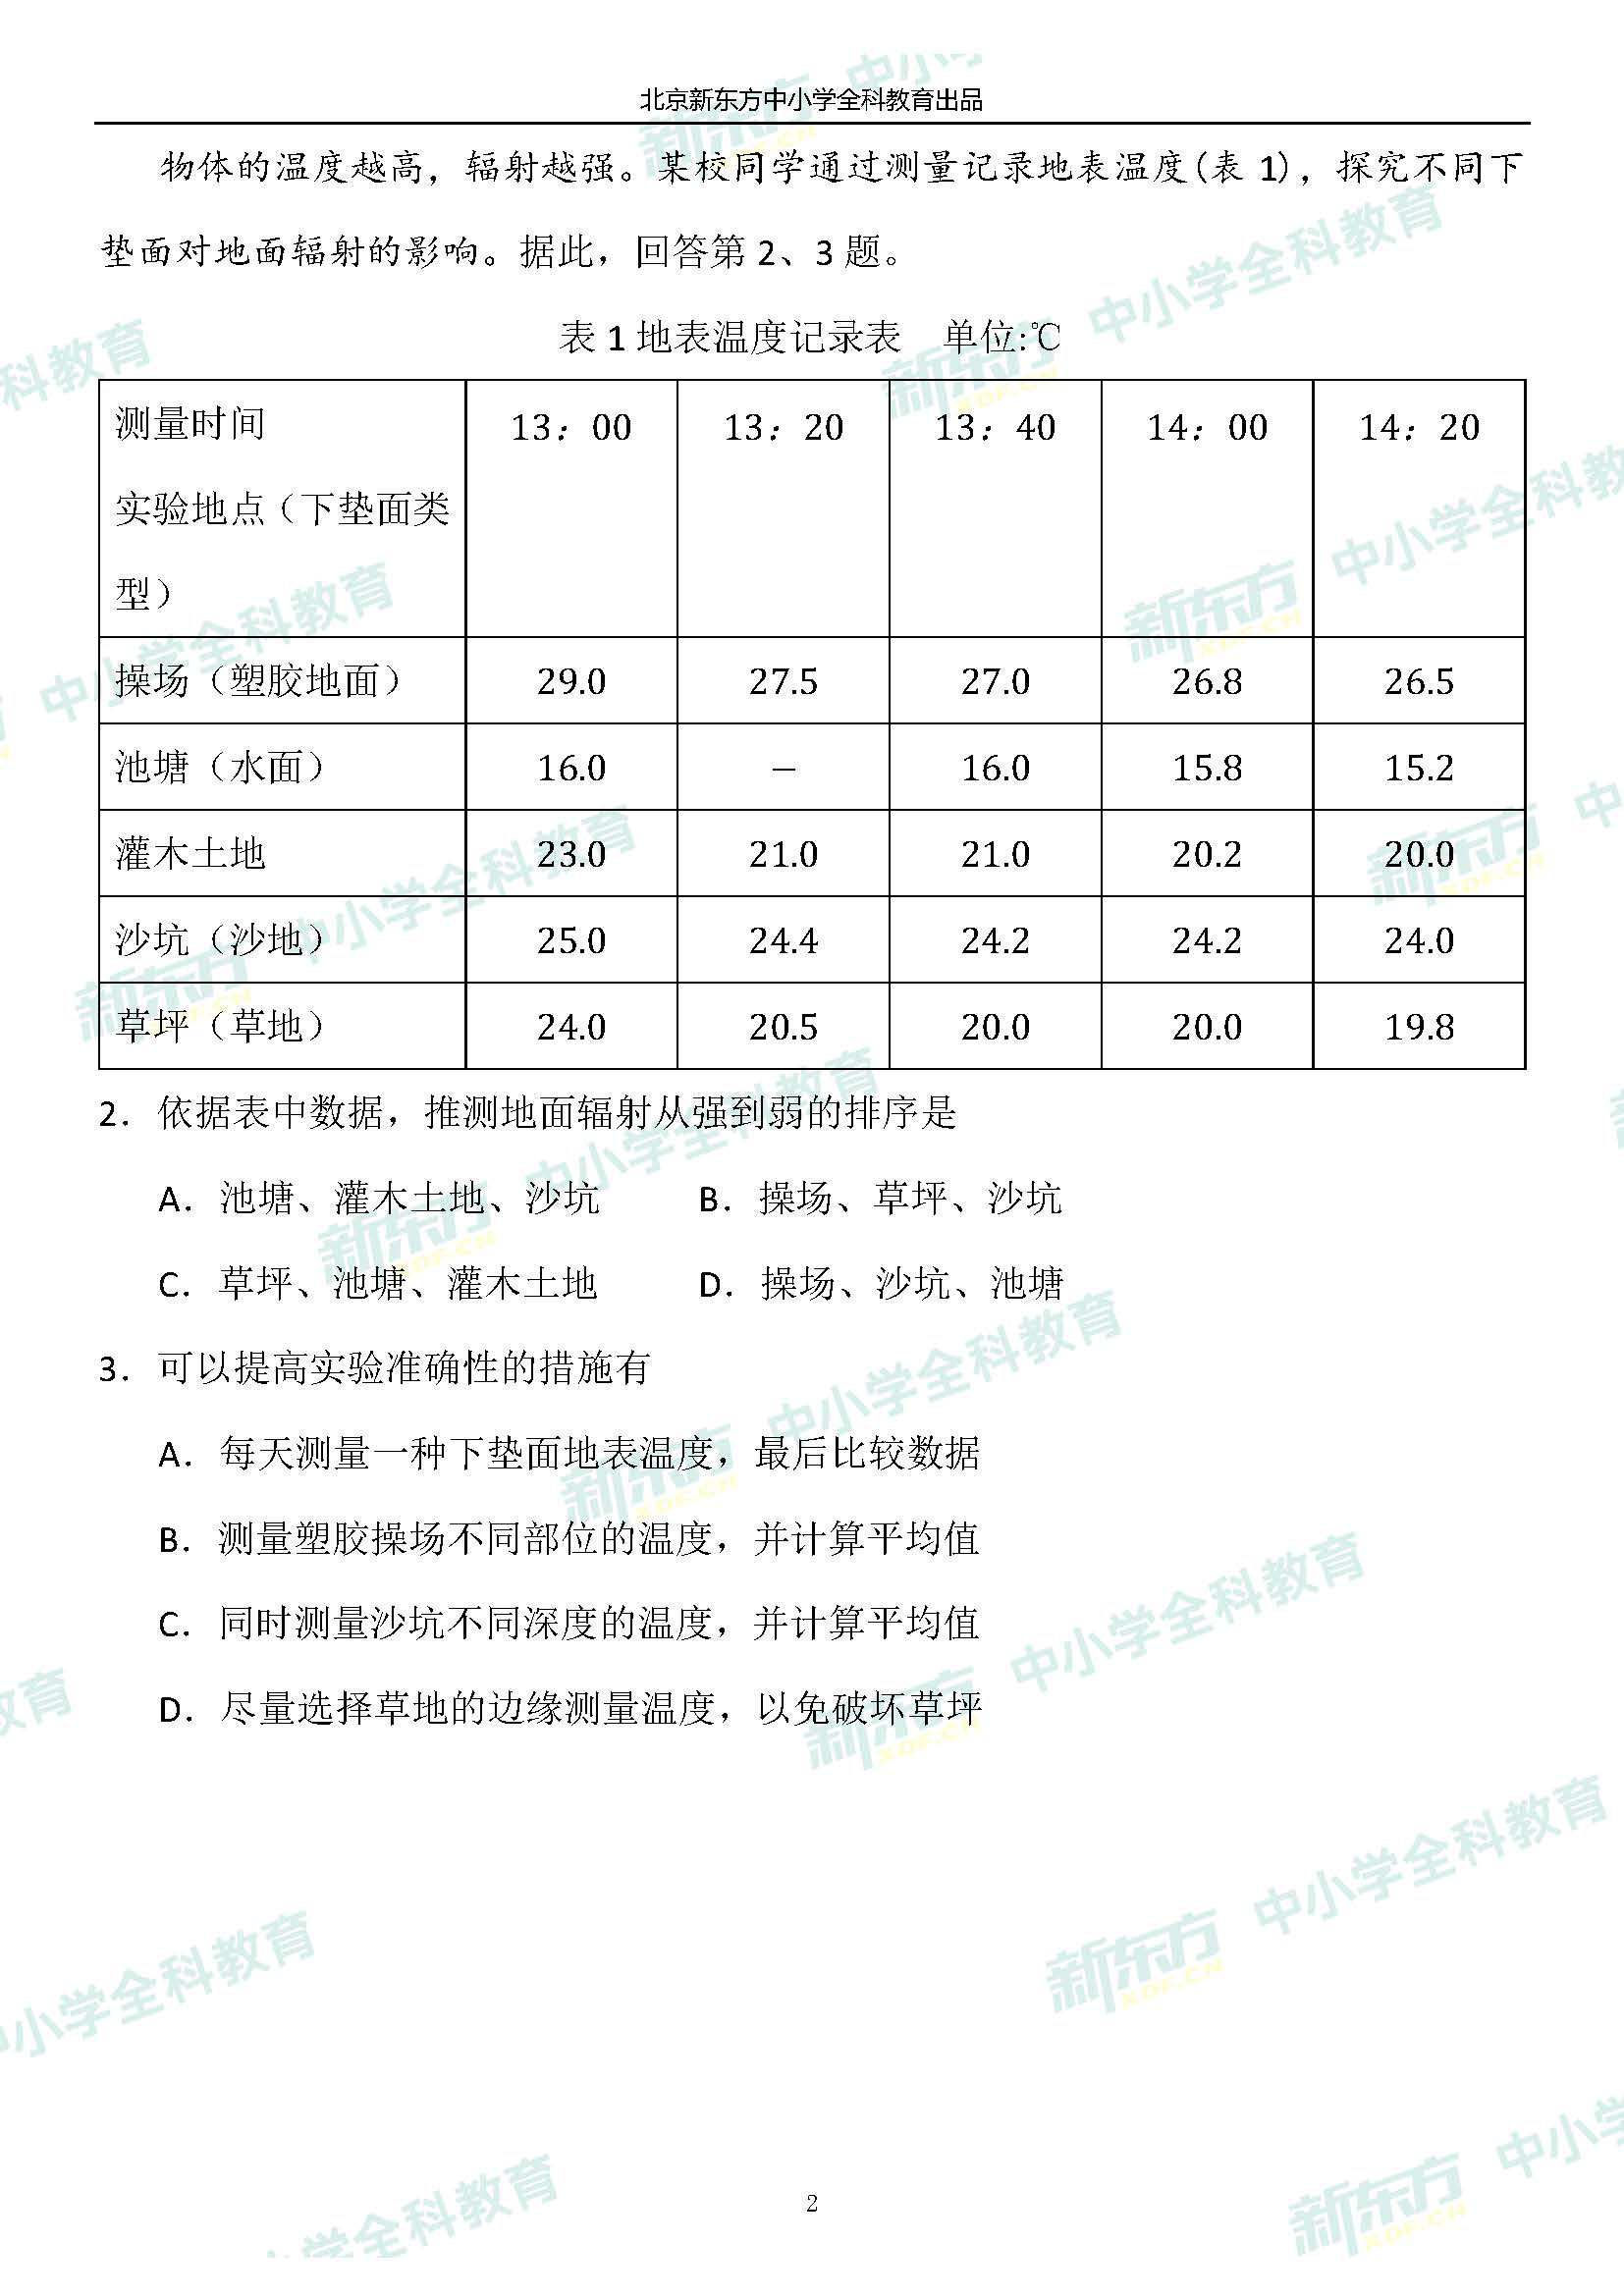 北京新东方中小学全科教育出品
物体的温度越高，辐射越强。某校同学通过测量记录地表温度(表 1)，探究不同下
垫面对地面辐射的影响。据此，回答第 2、3 题。
表 1 地表温度记录表 单位:℃
测量时间 13：00 13：20 13：40 14：00 14：20
实验地点（下垫面类
型）
操场（塑胶地面） 29.0 27.5 27.0 26.8 26.5
池塘（水面） 16.0 — 16.0 15.8 15.2
灌木土地 23.0 21.0 21.0 20.2 20.0
沙坑（沙地） 25.0 24.4 24.2 24.2 24.0
草坪（草地） 24.0 20.5 20.0 20.0 19.8
2．依据表中数据，推测地面辐射从强到弱的排序是
A．池塘、灌木土地、沙坑 B．操场、草坪、沙坑
C．草坪、池塘、灌木土地 D．操场、沙坑、池塘
3．可以提高实验准确性的措施有
A．每天测量一种下垫面地表温度，最后比较数据
B．测量塑胶操场不同部位的温度，并计算平均值
C．同时测量沙坑不同深度的温度，并计算平均值
D．尽量选择草地的边缘测量温度，以免破坏草坪
2
新东方 XDF.CN 中小学全科教育